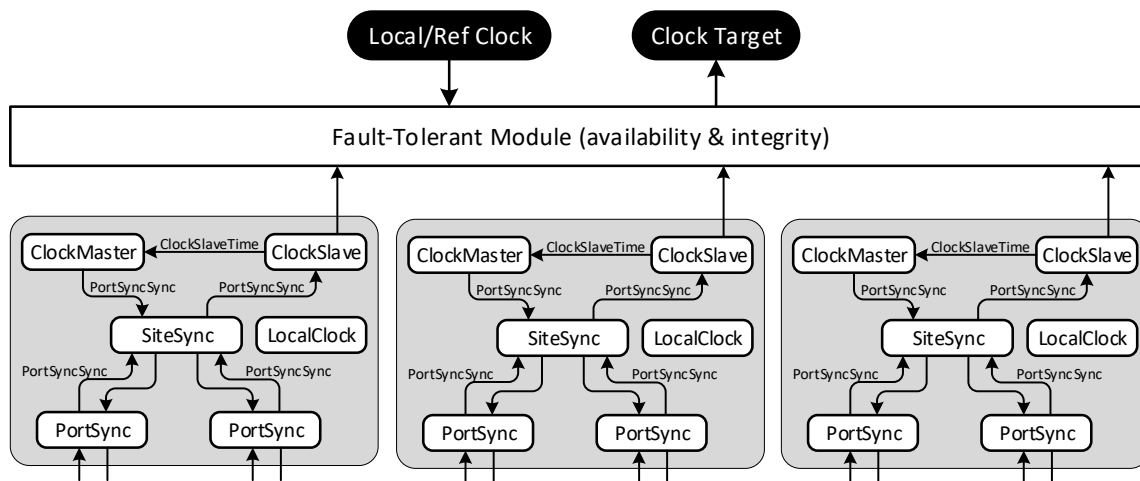 Local/Ref Clock
Clock Target
Fault-Tolerant Module (availability & integrity)
ClockMaster
ClockSlaveTime
ClockSlave
PortSyncSync
PortSyncSync
SiteSync
LocalClock
PortSyncSync
PortSyncSync
PortSync
PortSync
ClockMaster
ClockSlaveTime
ClockSlave
PortSyncSync
PortSyncSync
SiteSync
LocalClock
PortSyncSync
PortSyncSync
PortSync
PortSync
ClockMaster
ClockSlaveTime
ClockSlave
PortSyncSync
PortSyncSync
SiteSync
LocalClock
PortSyncSync
PortSyncSync
PortSync
PortSync